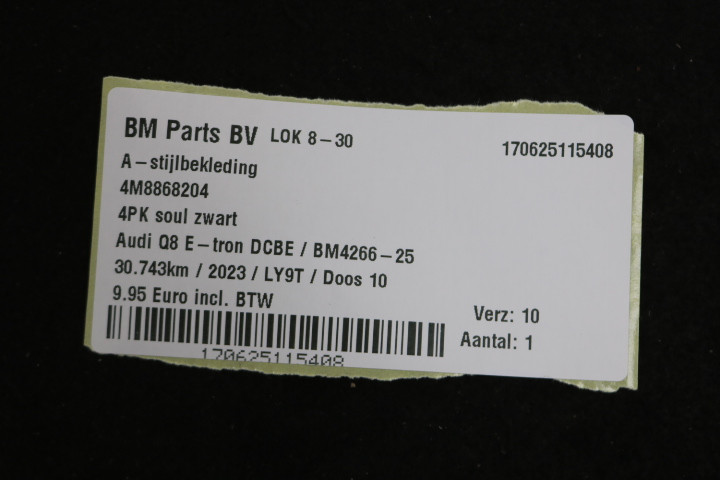 BM Parts BV LOK 8-30 170625115408
A-stijlbekleding
4M8868204
4PK soul zwart
Audi Q8 E-tron DCBE / BM4266-25
30.743km / 2023 / LY9T / Doos 10
9.95 Euro incl. BTW
Verz: 10
Aantal: 1
170625115408